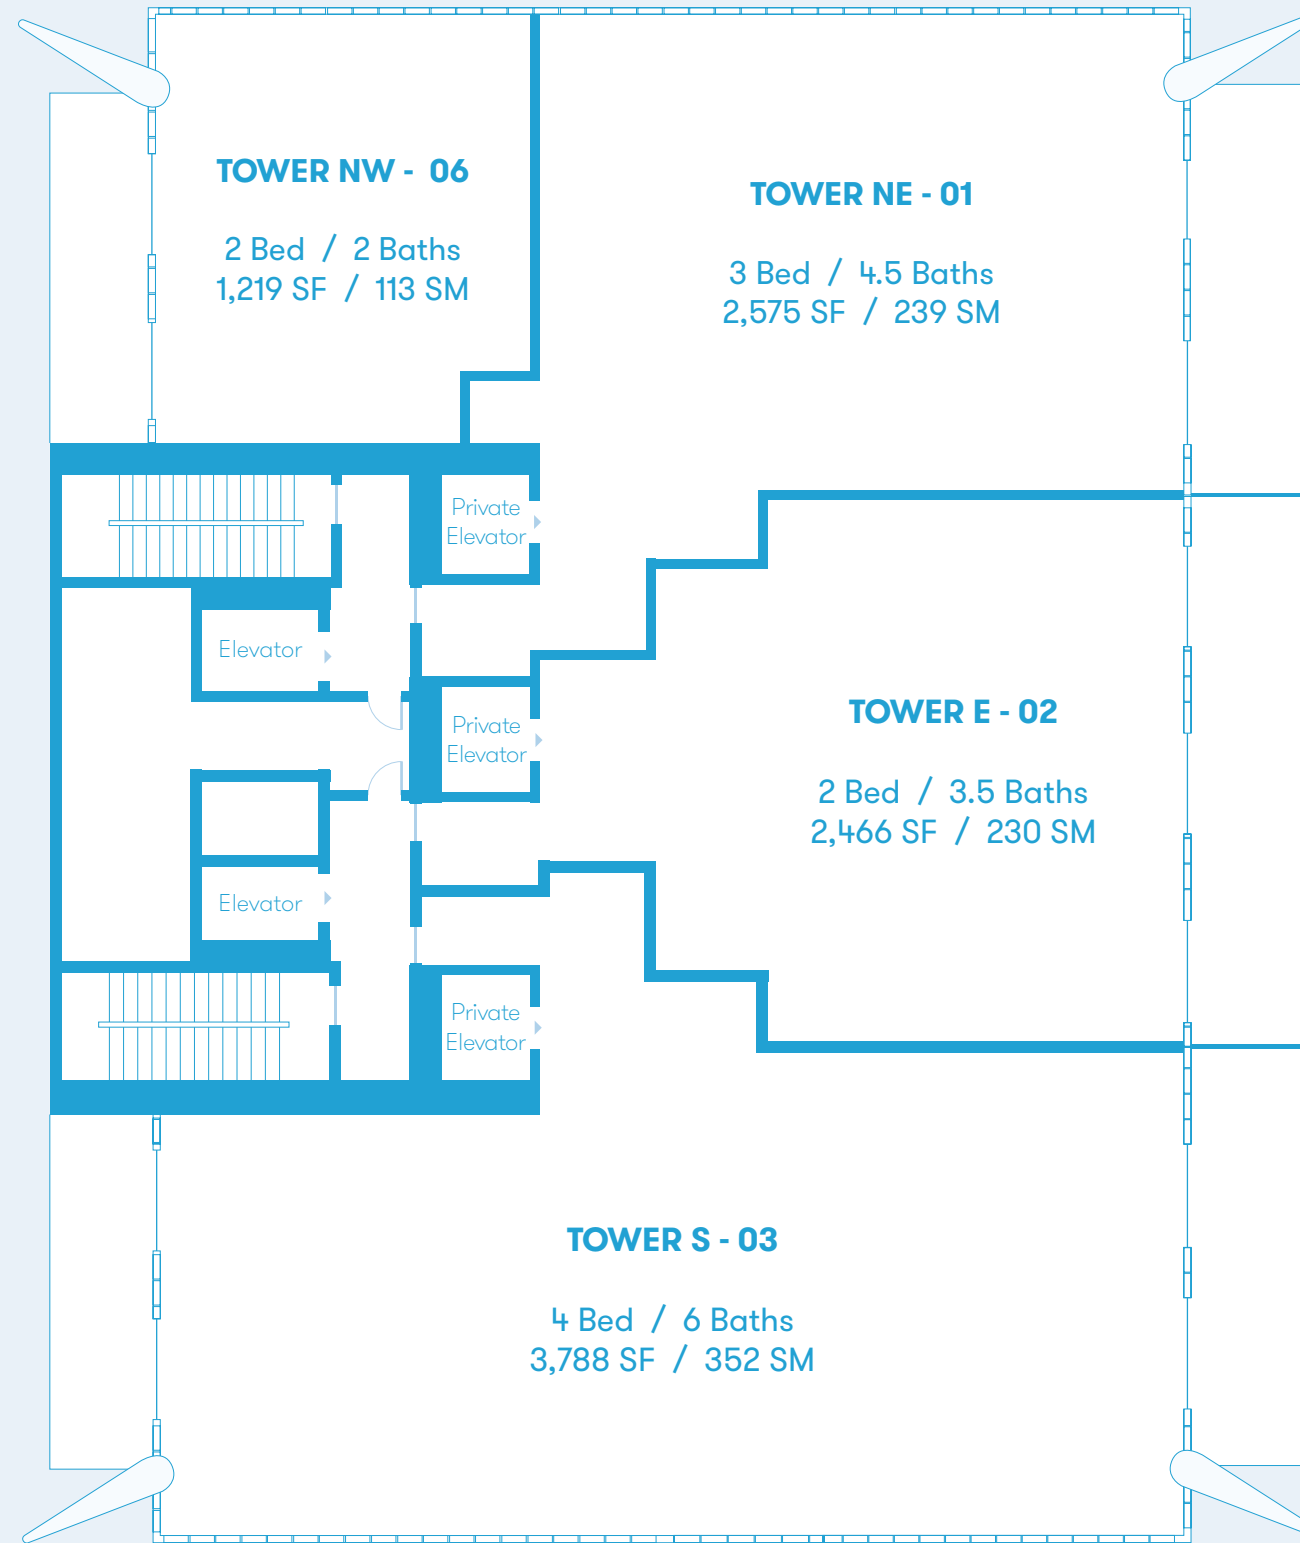 TOWER NW - 06
2 Bed / 2 Baths
1,219 SF / 113 SM
TOWER NE - 01
3 Bed / 4.5 Baths
2,575 SF / 239 SM
Private
Elevator
Elevator
Private
Elevator
TOWER E - 02
2 Bed / 3.5 Baths
2,466 SF / 230 SM
Elevator
Private
Elevator
TOWER S - 03
4 Bed / 6 Baths
3,788 SF / 352 SM